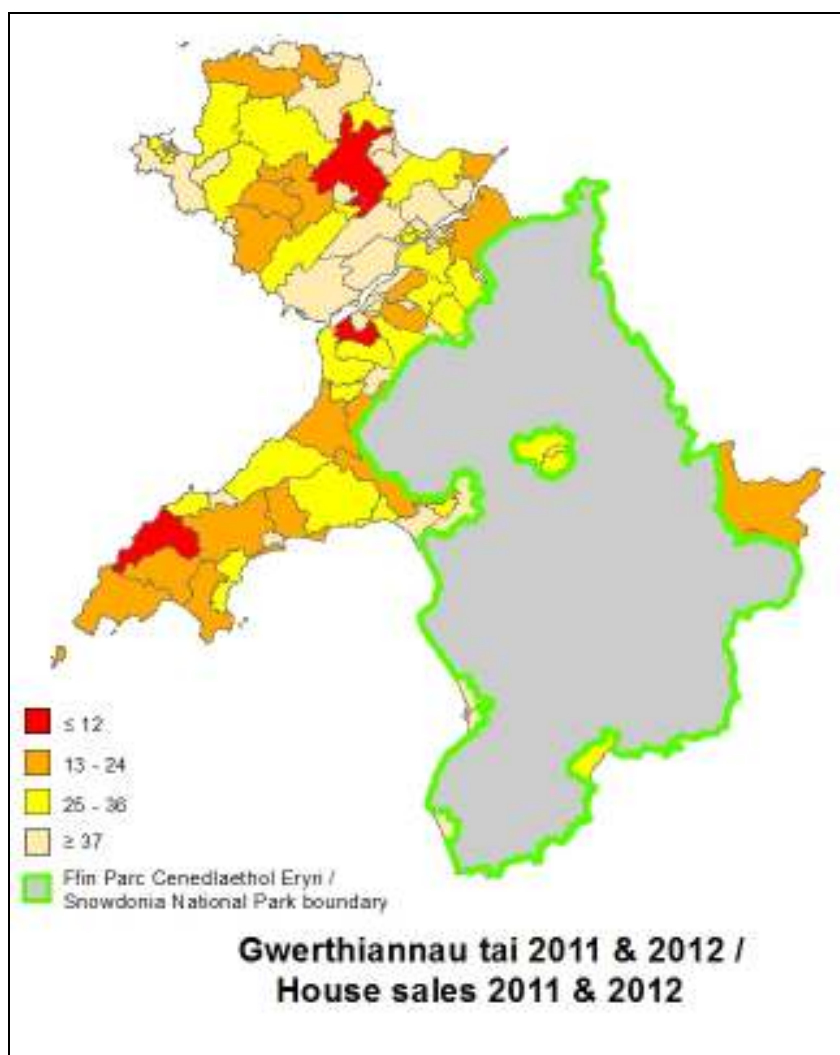 ≤ 12
13 - 24
25 - 36
≥ 37
Ffin Parc Cenedlaethol Eryri /
Snowdonia National Park boundary
Gwerthiannau tai 2011 & 2012 /
House sales 2011 & 2012